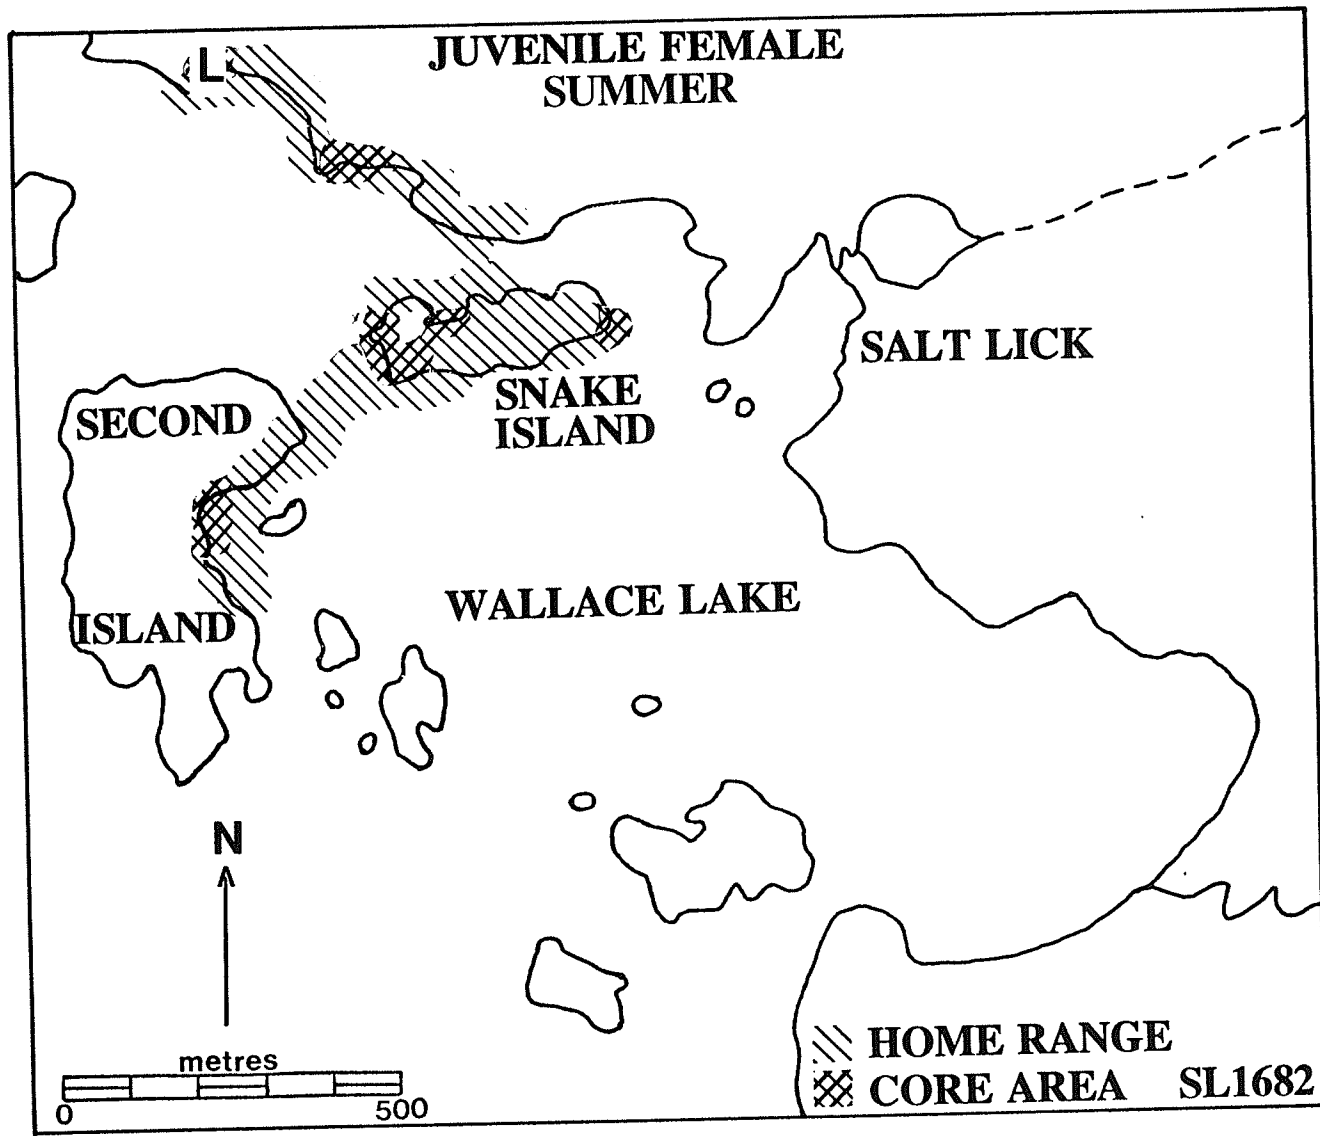 JUVENILE FEMALE
SUMMER
L
SALT LICK
SNAKE
ISLAND
SECOND
ISLAND
WALLACE LAKE
N
metres
0 500
HOME RANGE
CORE AREA SL1682